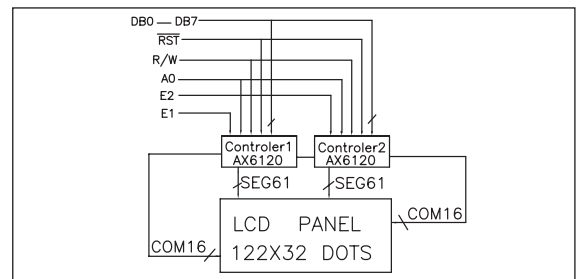 DB0 — DB7
RST
R/W
A0
E2
E1
Controler1 Controler2
AX6120 AX6120
SEG61 SEG61
LCD PANEL COM16
COM16 122X32 DOTS